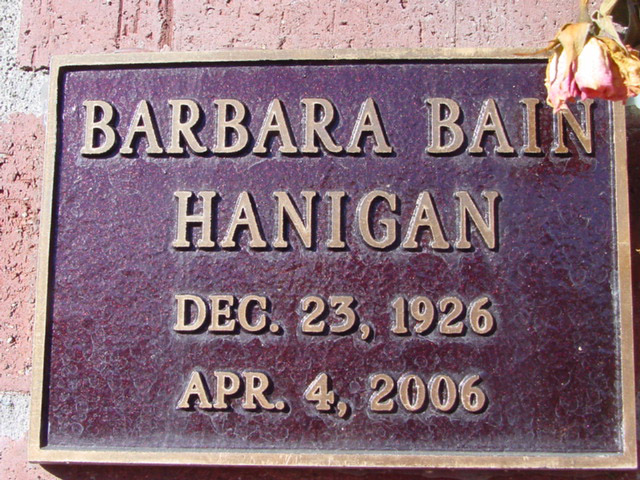 BARBARA BAIN
HANIGAN
DEC. 23, 1926
APR. 4, 2006